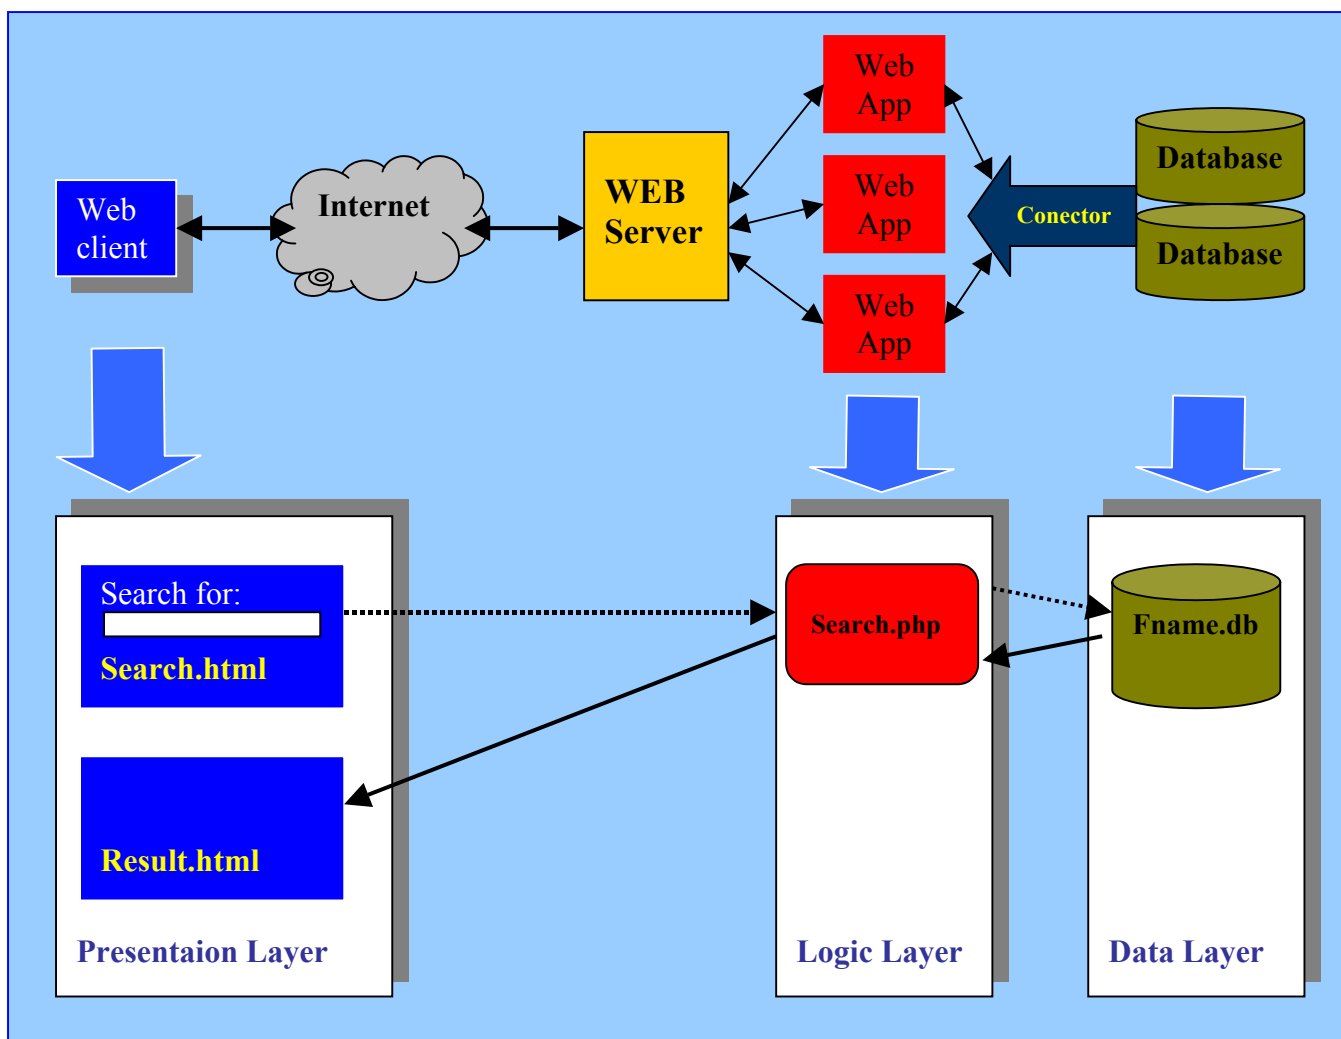 Web
client
Internet
WEB
Server
Web
App
Web
App
Web
App
Conector
Database
Database
Search for:
Search.html
Result.html
Presentaion Layer
Search.php
Logic Layer
Fname.db
Data Layer